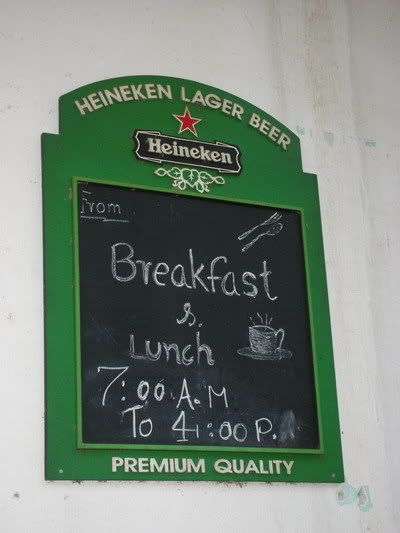 HEINEKEN LAGER BEER
Heineken
From
Breakfast
&
LUNCH
7:00 A.M
To 4:00 P.
PREMIUM QUALITY